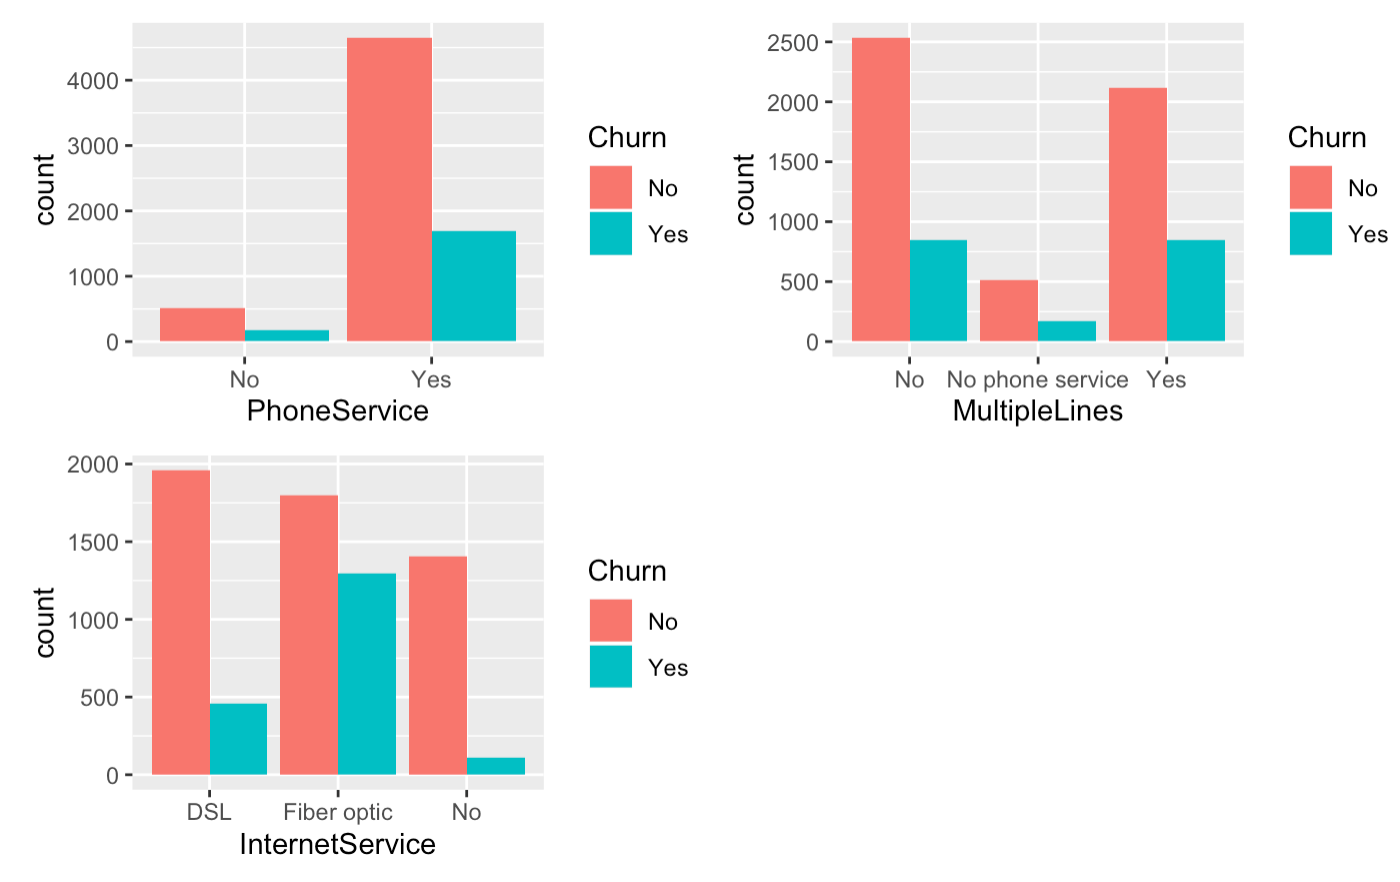 count
4000
3000
2000
1000
0
No Yes
PhoneService
Churn
No
Yes
count
2500
2000
1500
1000
500
0
No No phone service Yes
MultipleLines
Churn
No
Yes
count
2000
1500
1000
500
0
DSL Fiber optic No
InternetService
Churn
No
Yes